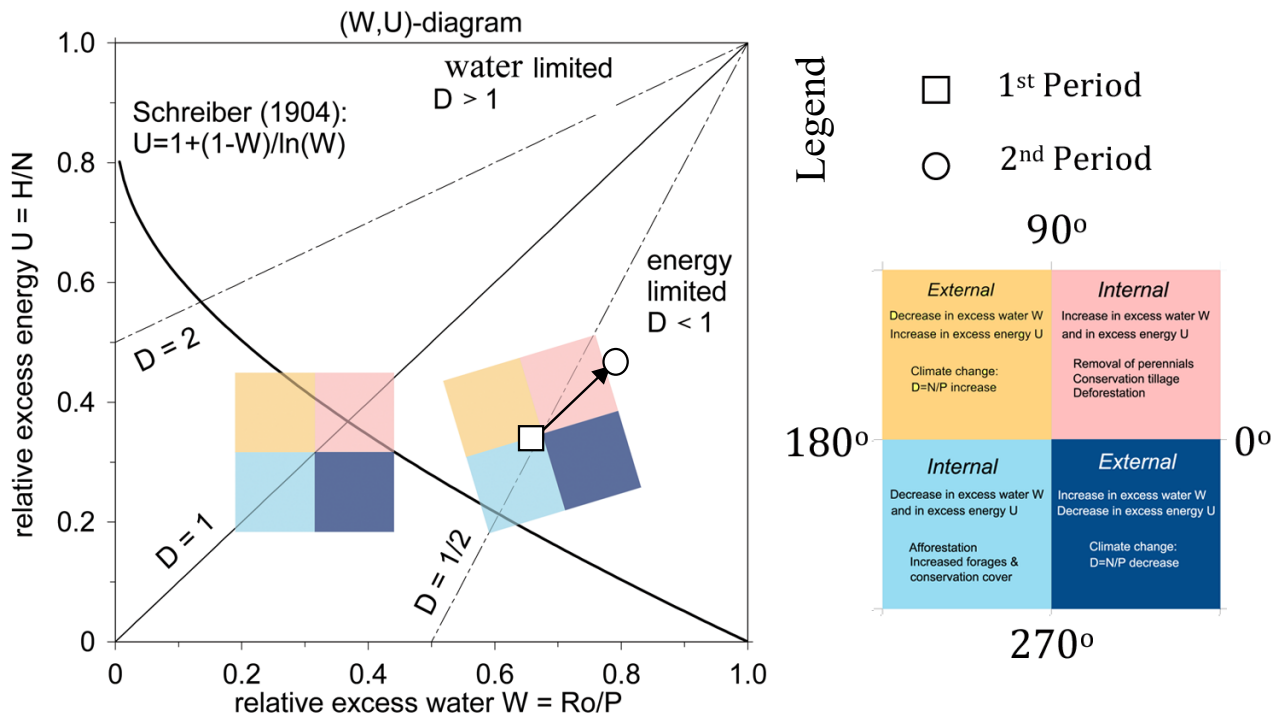 (W,U)-diagram
1.0
0.8
0.6
0.4
0.2
0
relative excess energy U = H/N
water limited
D > 1
Schreiber (1904):
U=1+(1-W)/ln(W)
energy
limited
D < 1
D = 2
D = 1
D = 1/2
0
0.2
0.4
0.6
0.8
1.0
relative excess water W = Ro/P
Legend
1st Period
2nd Period
90º
180º
0º
270º
External
Decrease in excess water W
Increase in excess energy U
Climate change:
D=N/P increase
Internal
Increase in excess water W
and in excess energy U
Removal of perennials
Conservation tillage
Deforestation
Internal
Decrease in excess water W
and in excess energy U
Afforestation
Increased forages &
conservation cover
External
Increase in excess water W
Decrease in excess energy U
Climate change:
D=N/P decrease